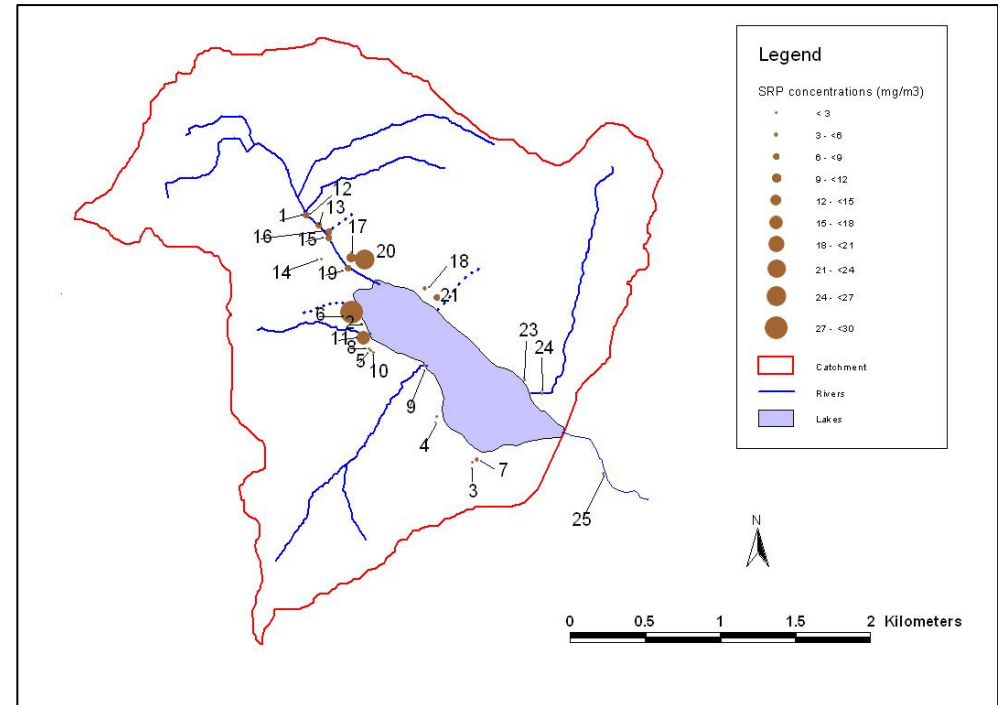 Legend
SRP concentrations (mg/m3)
< 3
3 - <6
6 - <9
9 - <12
12 - <15
15 - <18
18 - <21
21 - <24
24 - <27
27 - <30
Catchment
Rivers
Lakes
12
1
13
16
17
15
20
14
19
18
21
6
2
11
8
5
10
23
24
9
4
3
7
25
N
0 0.5 1 1.5 2 Kilometers